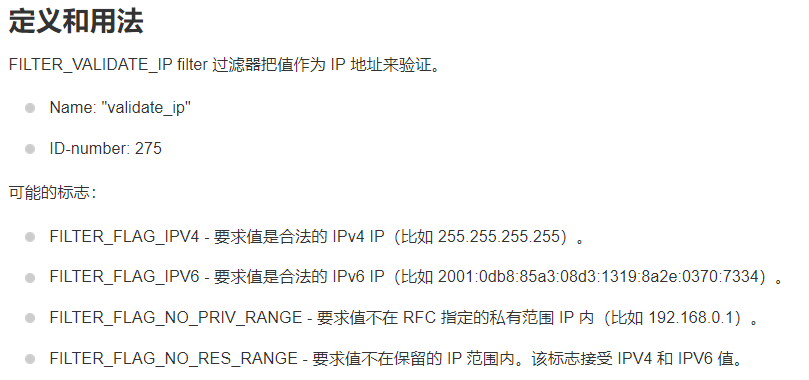 定义和用法
FILTER_VALIDATE_IP filter 过滤器把值作为 IP 地址来验证。
Name: "validate_ip"
ID-number: 275
可能的标志：
FILTER_FLAG_IPV4 - 要求值是合法的 IPv4 IP（比如 255.255.255.255）。
FILTER_FLAG_IPV6 - 要求值是合法的 IPv6 IP（比如 2001:0db8:85a3:08d3:1319:8a2e:0370:7334）。
FILTER_FLAG_NO_PRIV_RANGE - 要求值不在 RFC 指定的私有范围 IP 内（比如 192.168.0.1）。
FILTER_FLAG_NO_RES_RANGE - 要求值不在保留的 IP 范围内。该标志接受 IPV4 和 IPV6 值。